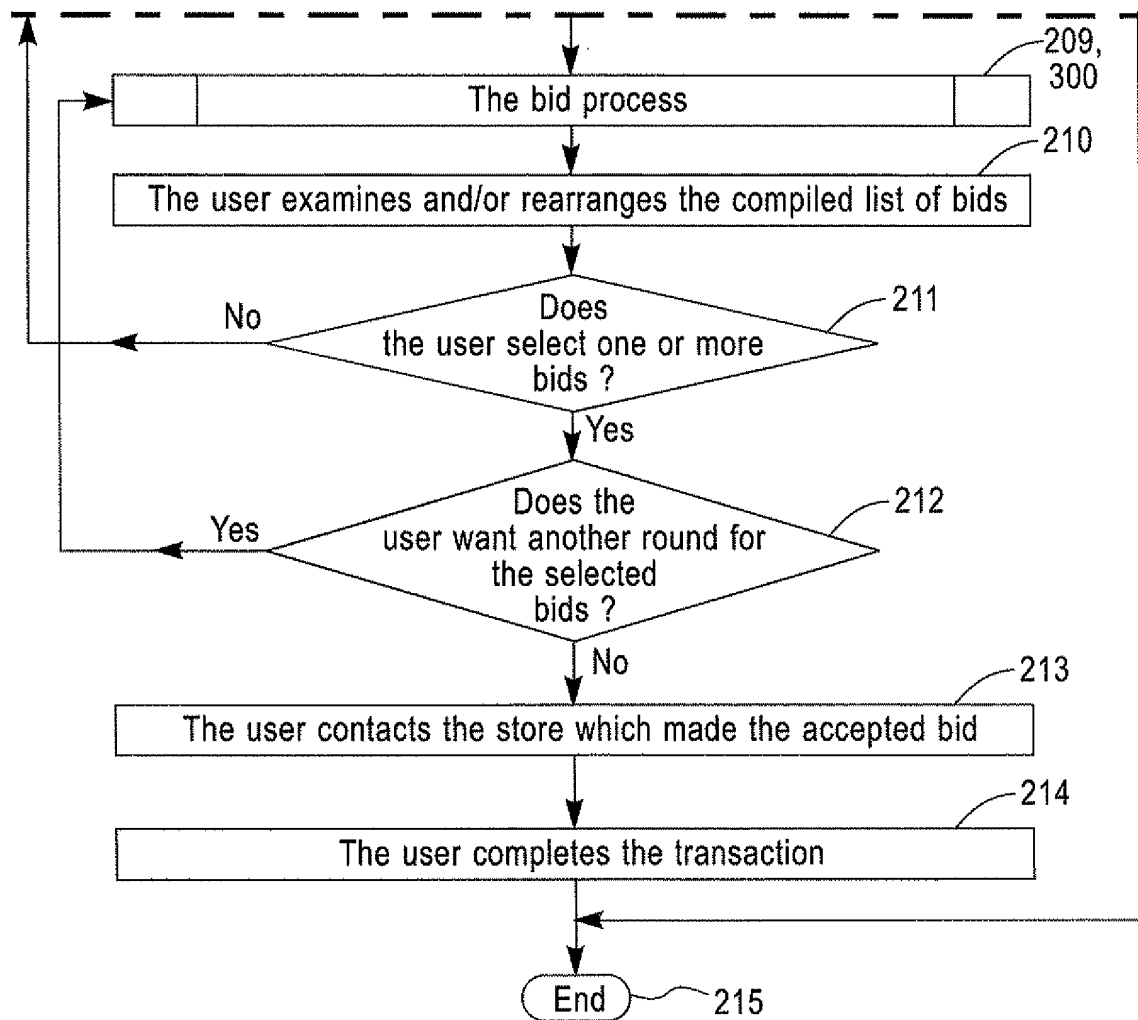 209,
300
The bid process
210
The user examines and/or rearranges the compiled list of bids
211
Does
the user select one or more
bids ?
No
Yes
212
Does the
user want another round for
the selected
bids ?
Yes
No
213
The user contacts the store which made the accepted bid
214
The user completes the transaction
End
215